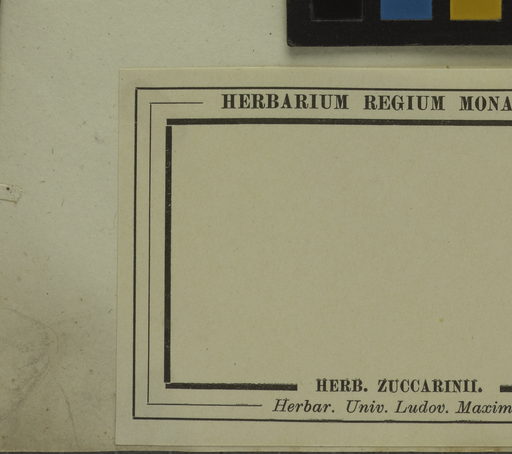 HERBARIUM REGIUM MONA
HERB. ZUCCARINII.
Herbar. Univ. Ludov. Maxim